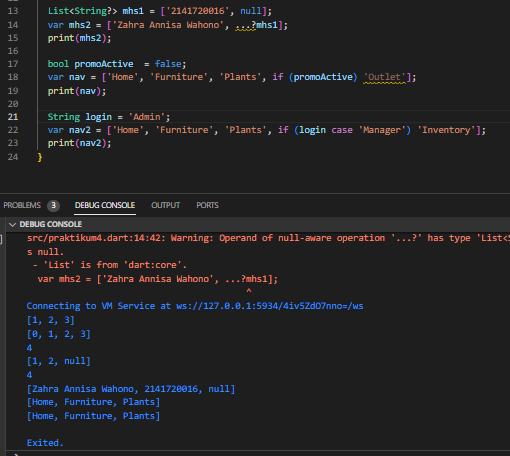 13 List<String?> mhs1 = ['2141720016', null];
14 var mhs2 = ['Zahra Annisa Wahono', ...?mhs1];
15 print(mhs2);
16
17 bool promoActive  = false;
18 var nav = ['Home', 'Furniture', 'Plants', if (promoActive) 'Outlet'];
19 print(nav);
20
21 String login = 'Admin';
22 var nav2 = ['Home', 'Furniture', 'Plants', if (login case 'Manager') 'Inventory'];
23 print(nav2);
24 }
PROBLEMS 3 DEBUG CONSOLE OUTPUT PORTS
DEBUG CONSOLE
src/praktikum4.dart:14:42: Warning: Operand of null-aware operation '...?' has type 'List<S
s null.
- 'List' is from 'dart:core'.
var mhs2 = ['Zahra Annisa Wahono', ...?mhs1];
^
Connecting to VM Service at ws://127.0.0.1:5934/4iv5ZdO7nno=/ws
[1, 2, 3]
[0, 1, 2, 3]
4
[1, 2, null]
4
[Zahra Annisa Wahono, 2141720016, null]
[Home, Furniture, Plants]
[Home, Furniture, Plants]
Exited.